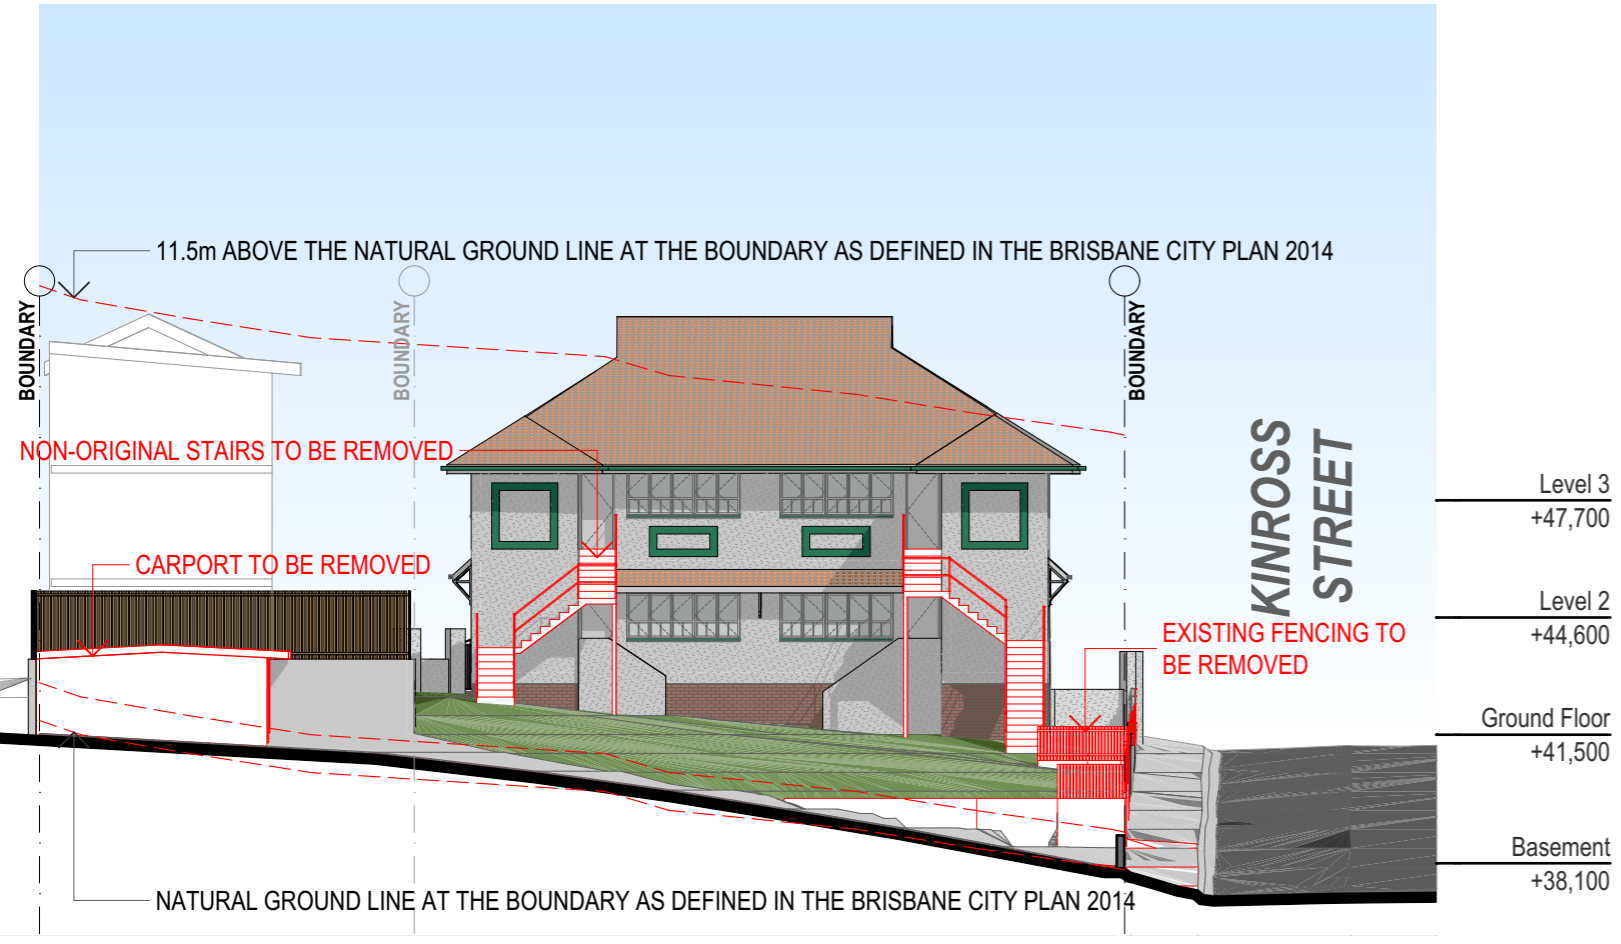 11.5m ABOVE THE NATURAL GROUND LINE AT THE BOUNDARY AS DEFINED IN THE BRISBANE CITY PLAN 2014
BOUNDARY
BOUNDARY
BOUNDARY
NON-ORIGINAL STAIRS TO BE REMOVED
CARPORT TO BE REMOVED
KINROSS
STREET
EXISTING FENCING TO
BE REMOVED
Level 3
+47,700
Level 2
+44,600
Ground Floor
+41,500
Basement
+38,100
NATURAL GROUND LINE AT THE BOUNDARY AS DEFINED IN THE BRISBANE CITY PLAN 2014